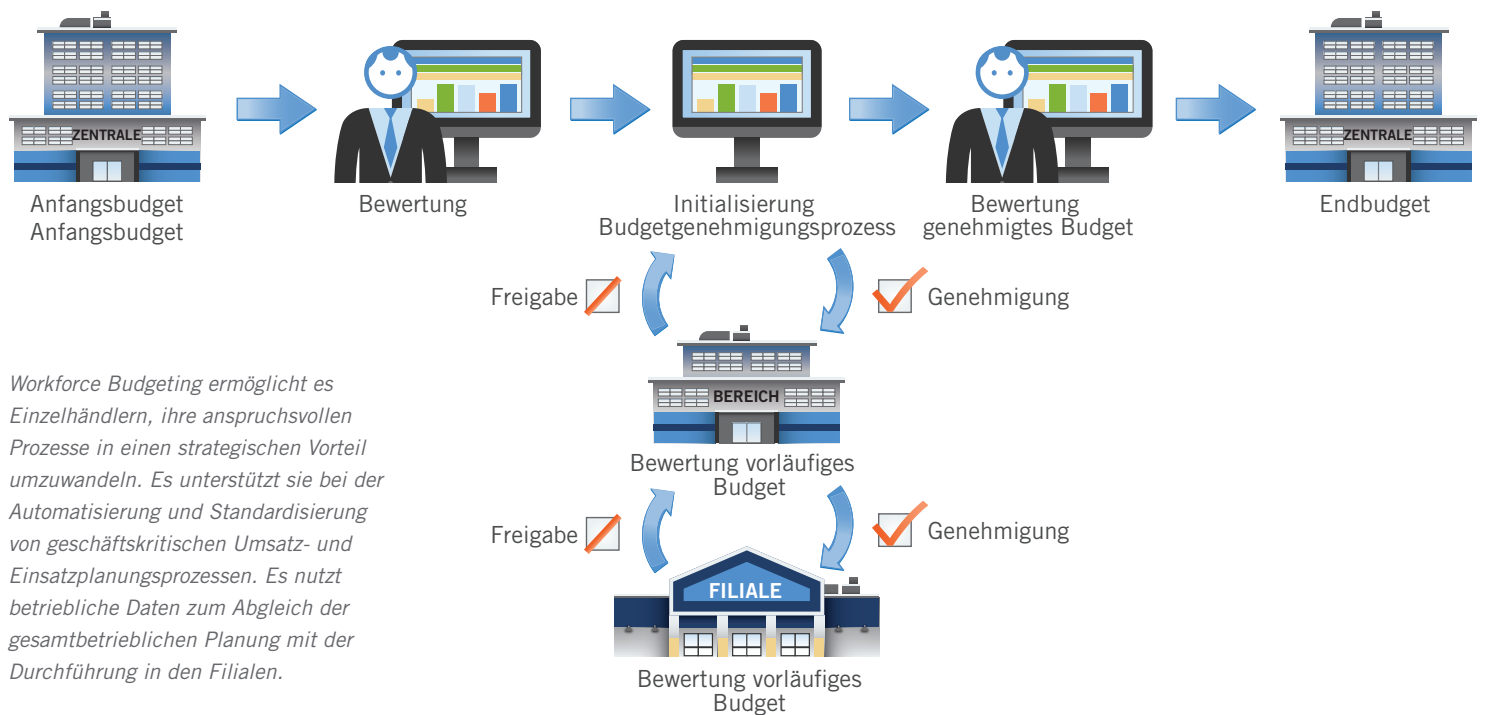 ZENTRALE
Anfangsbudget
Anfangsbudget
Bewertung
Initialisierung
Budgetgenehmigungsprozess
Bewertung
genehmigtes Budget
ZENTRALE
Endbudget
Freigabe
Genehmigung
BEREICH
Bewertung vorläufiges
Budget
Freigabe
Genehmigung
FILIALE
Bewertung vorläufiges
Budget
Workforce Budgeting ermöglicht es
Einzelhändlern, ihre anspruchsvollen
Prozesse in einen strategischen Vorteil
umzuwandeln. Es unterstützt sie bei der
Automatisierung und Standardisierung
von geschäftskritischen Umsatz- und
Einsatzplanungsprozessen. Es nutzt
betriebliche Daten zum Abgleich der
gesamtbetrieblichen Planung mit der
Durchführung in den Filialen.